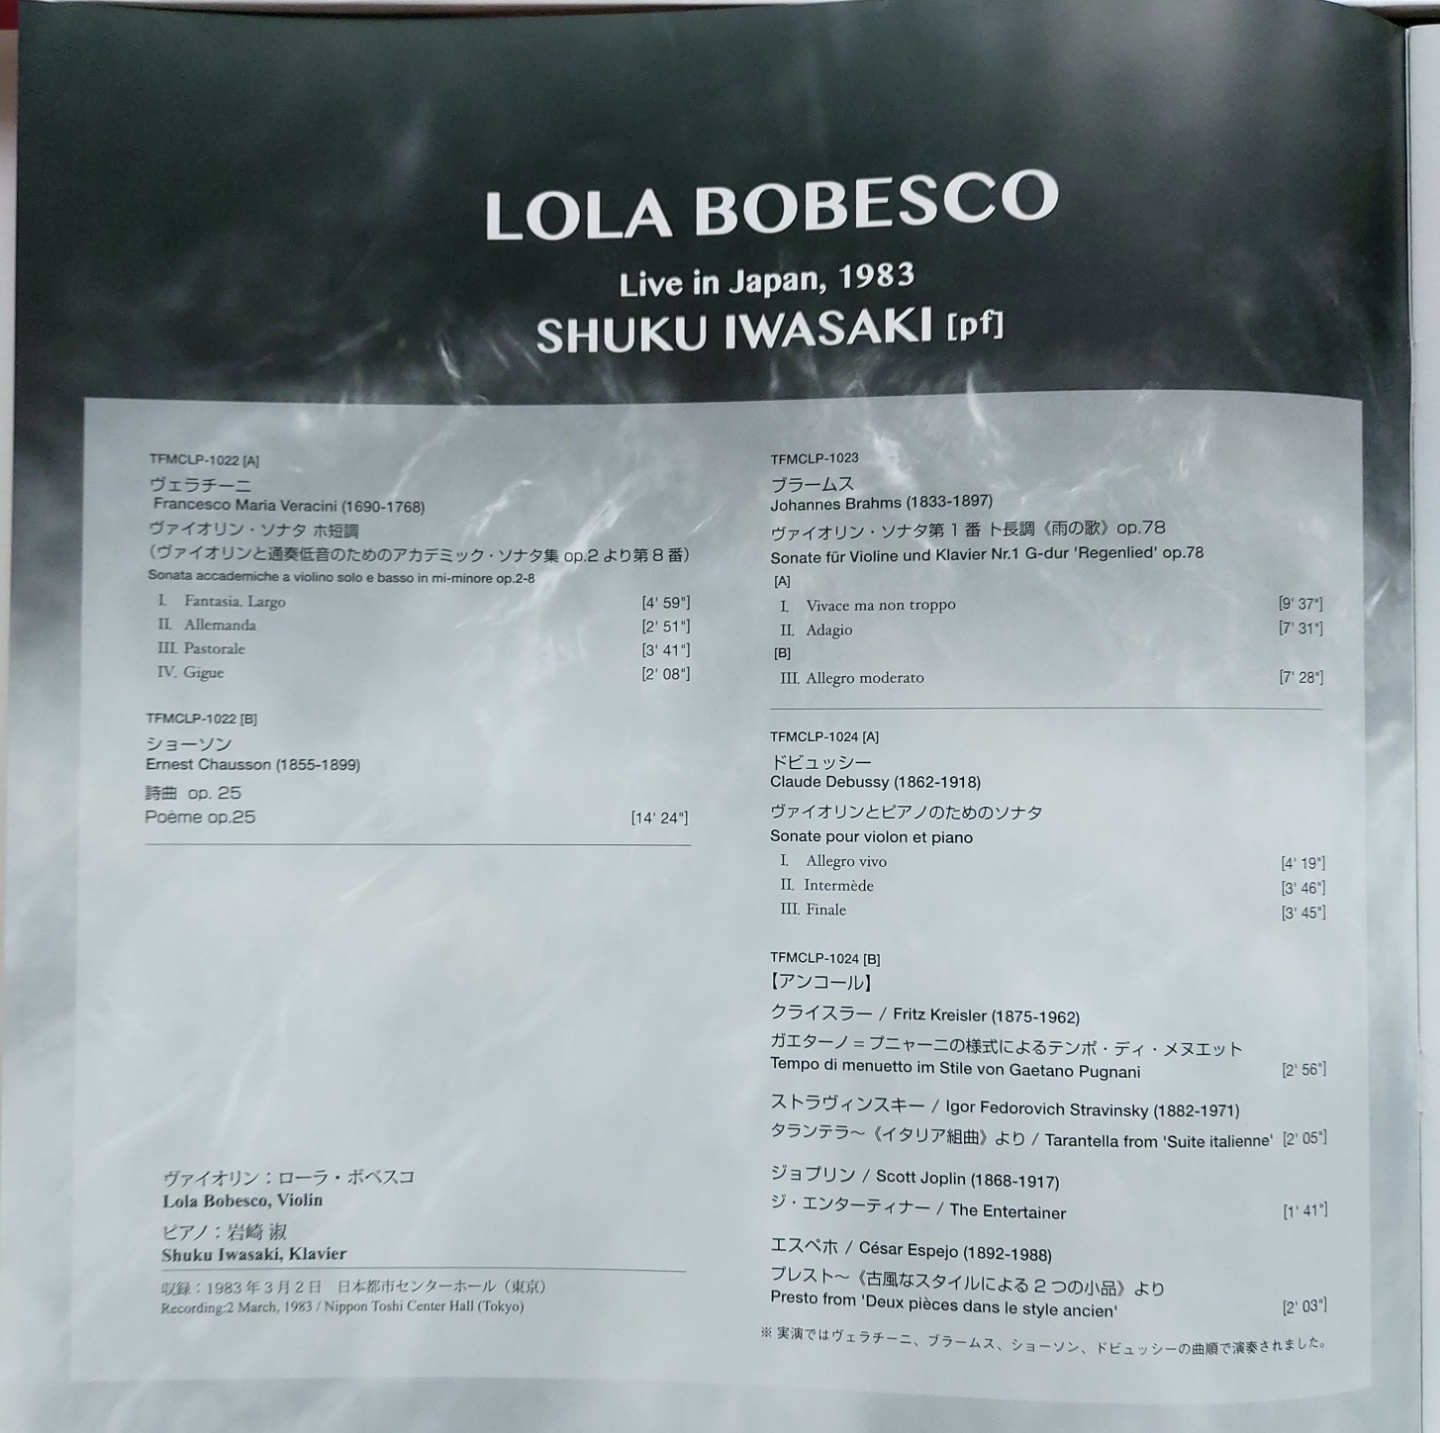 LOLA BOBESCO
Live in Japan, 1983
SHUKU IWASAKI [pf]
TFMCLP-1022 [A]
ヴェラチーニ
Francesco Maria Veracini (1690-1768)
ヴァイオリン・ソナタ ホ短調
（ヴァイオリンと通奏低音のためのアカデミック・ソナタ集 op.2 より第 8 番）
Sonata accademiche a violino solo e basso in mi-minore op.2-8
I. Fantasia. Largo [4' 59"]
II. Allemanda [2' 51"]
III. Pastorale [3' 41"]
IV. Gigue [2' 08"]
TFMCLP-1022 [B]
ショーソン
Ernest Chausson (1855-1899)
詩曲 op. 25
Poème op.25 [14' 24"]
ヴァイオリン：ローラ・ボベスコ
Lola Bobesco, Violin
ピアノ：岩崎 淑
Shuku Iwasaki, Klavier
収録：1983 年 3 月 2 日　日本都市センターホール（東京）
Recording:2 March, 1983 / Nippon Toshi Center Hall (Tokyo)
TFMCLP-1023
ブラームス
Johannes Brahms (1833-1897)
ヴァイオリン・ソナタ第 1 番 ト長調《雨の歌》op.78
Sonate für Violine und Klavier Nr.1 G-dur 'Regenlied' op.78
[A]
I. Vivace ma non troppo [9' 37"]
II. Adagio [7' 31"]
[B]
III. Allegro moderato [7' 28"]
TFMCLP-1024 [A]
ドビュッシー
Claude Debussy (1862-1918)
ヴァイオリンとピアノのためのソナタ
Sonate pour violon et piano
I. Allegro vivo [4' 19"]
II. Intermède [3' 46"]
III. Finale [3' 45"]
TFMCLP-1024 [B]
【アンコール】
クライスラー / Fritz Kreisler (1875-1962)
ガエターノ＝プニャーニの様式によるテンポ・ディ・メヌエット
Tempo di menuetto im Stile von Gaetano Pugnani [2' 56"]
ストラヴィンスキー / Igor Fedorovich Stravinsky (1882-1971)
タランテラ〜《イタリア組曲》より / Tarantella from 'Suite italienne' [2' 05"]
ジョプリン / Scott Joplin (1868-1917)
ジ・エンターティナー / The Entertainer [1' 41"]
エスペホ / César Espejo (1892-1988)
プレスト〜《古風なスタイルによる 2 つの小品》より
Presto from 'Deux pièces dans le style ancien' [2' 03"]
※ 実演ではヴェラチーニ、ブラームス、ショーソン、ドビュッシーの曲順で演奏されました。